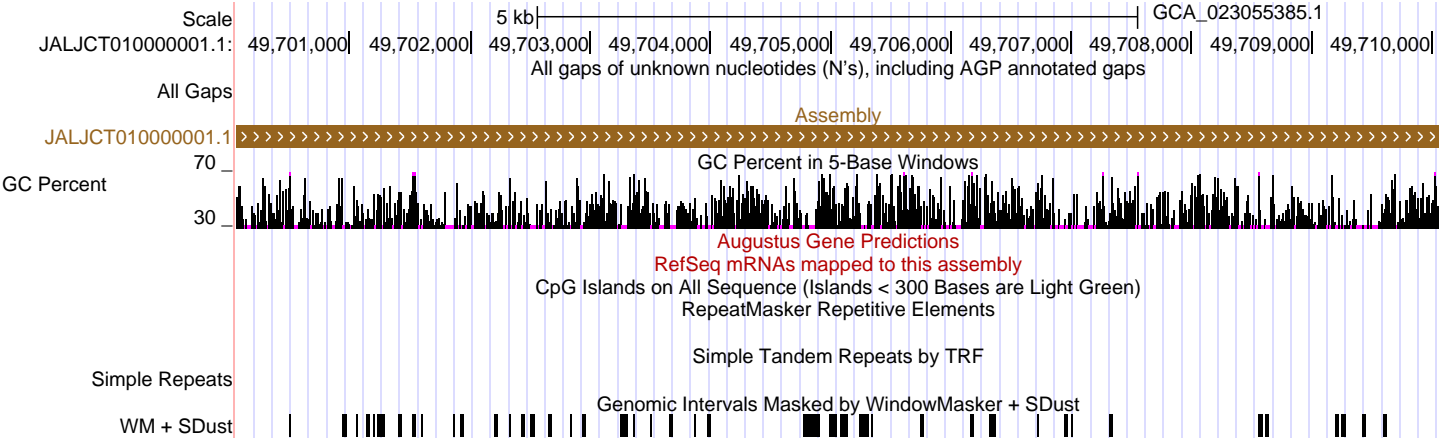 Scale 5 kb GCA_023055385.1
JALJCT010000001.1: 49,701,000 49,702,000 49,703,000 49,704,000 49,705,000 49,706,000 49,707,000 49,708,000 49,709,000 49,710,000
All gaps of unknown nucleotides (N's), including AGP annotated gaps
All Gaps
Assembly
JALJCT010000001.1
GC Percent in 5-Base Windows
70
GC Percent
30
Augustus Gene Predictions
RefSeq mRNAs mapped to this assembly
CpG Islands on All Sequence (Islands < 300 Bases are Light Green)
RepeatMasker Repetitive Elements
Simple Tandem Repeats by TRF
Simple Repeats
Genomic Intervals Masked by WindowMasker + SDust
WM + SDust